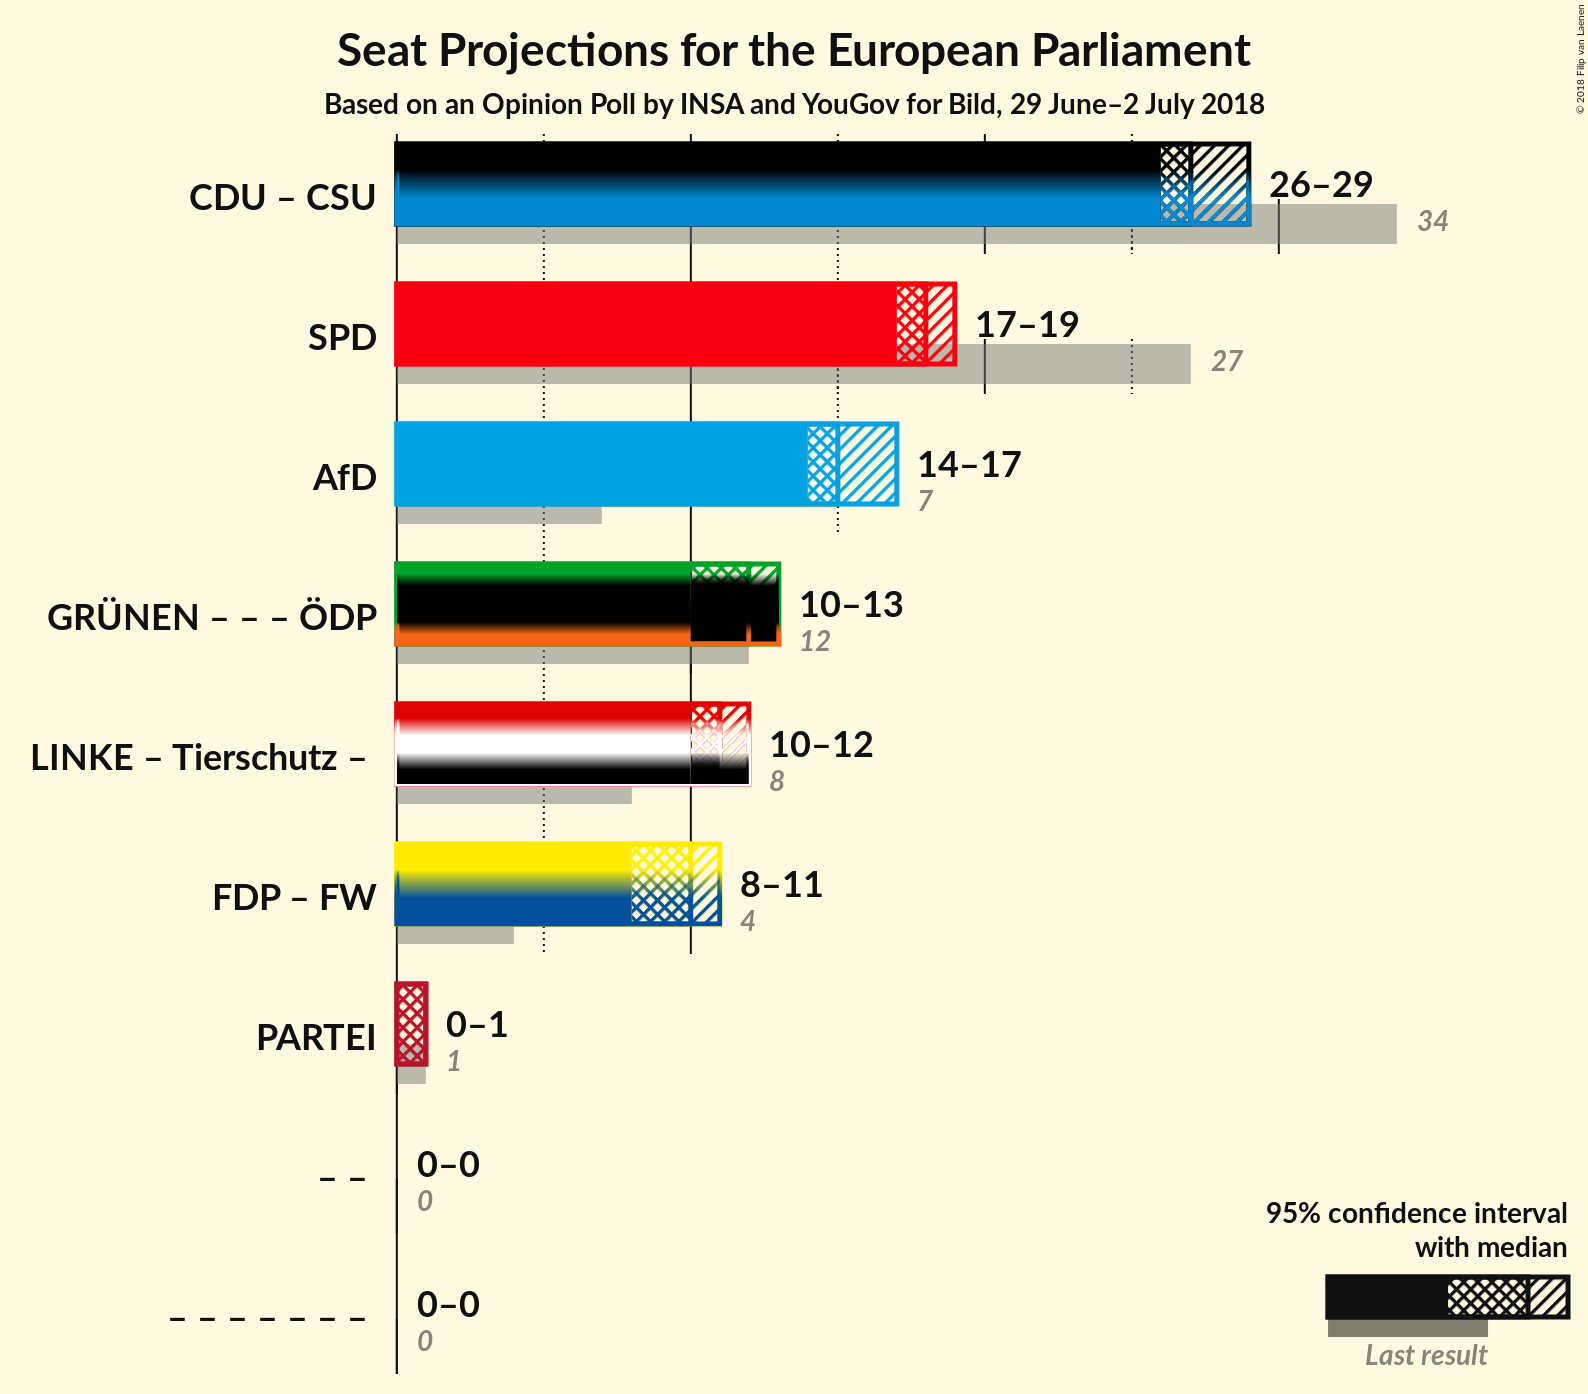 Seat Projections for the European Parliament
Based on an Opinion Poll by INSA and YouGov for Bild, 29 June–2 July 2018
© 2018 Filip van Laenen
CDU – CSU
26–29
34
SPD
17–19
27
AfD
14–17
7
GRÜNEN – – – ÖDP
10–13
12
LINKE – Tierschutz –
10–12
8
FDP – FW
8–11
4
PARTEI
0–1
1
– –
0–0
0
– – – – – – –
0–0
0
95% confidence interval
with median
Last result